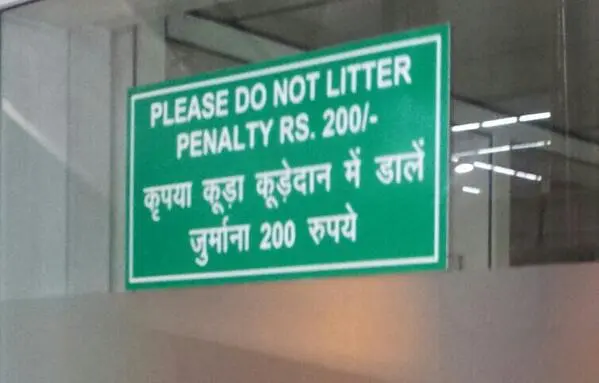 PLEASE DO NOT LITTER
PENALTY RS. 200/-
कृपया कूड़ा कूड़ेदान में डालें
जुर्माना 200 रुपये